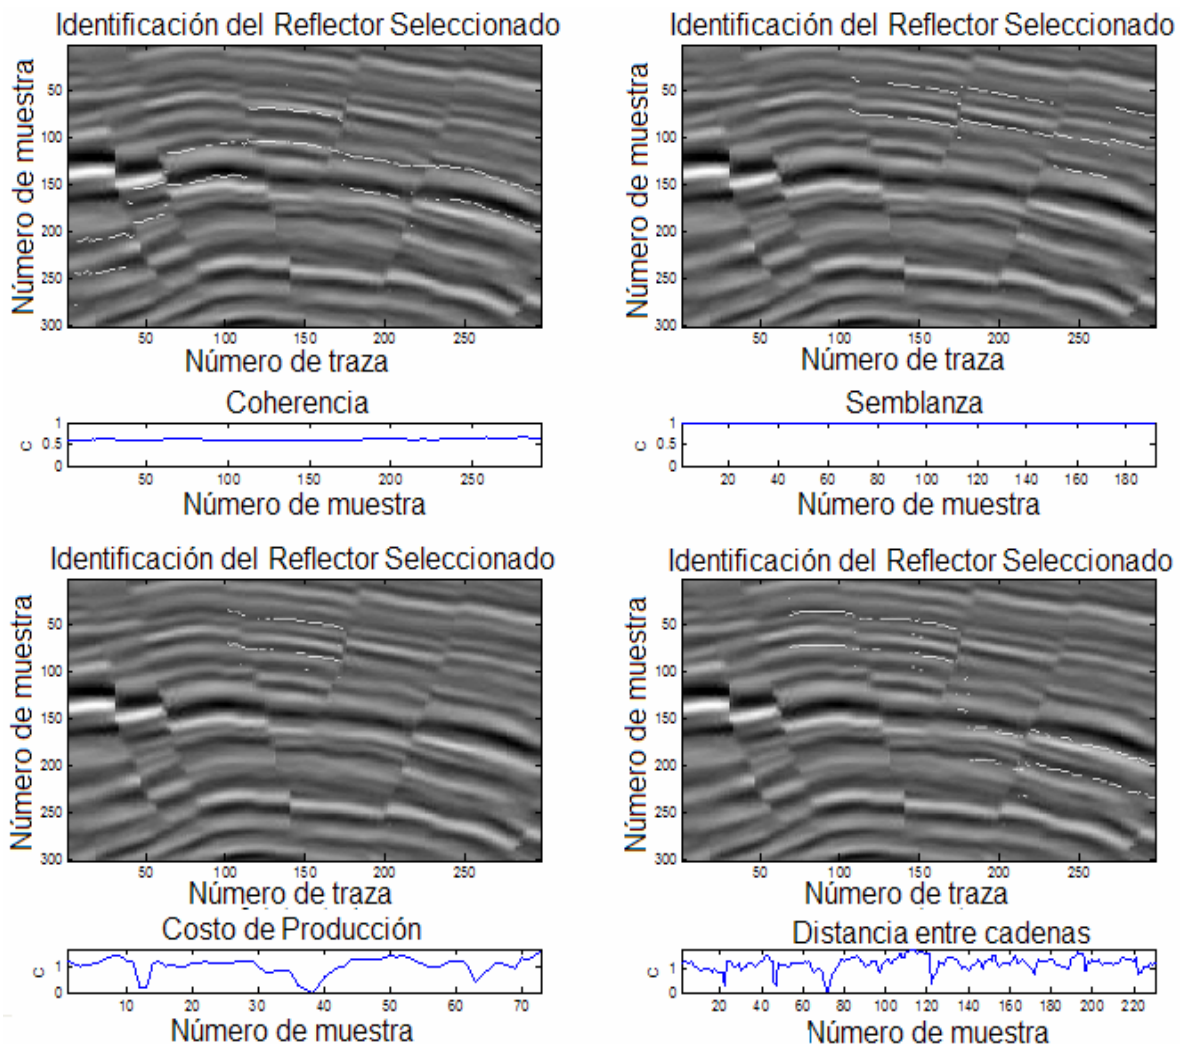 Identificación del Reflector Seleccionado
Número de muestra
50
100
150
200
250
300
50 100 150 200 250
Número de traza
Coherencia
C
1
0.5
0
50 100 150 200 250
Número de muestra
Identificación del Reflector Seleccionado
Número de muestra
50
100
150
200
250
300
50 100 150 200 250
Número de traza
Semblanza
C
1
0.5
0
20 40 60 80 100 120 140 160 180
Número de muestra
Identificación del Reflector Seleccionado
Número de muestra
50
100
150
200
250
300
50 100 150 200 250
Número de traza
Costo de Producción
C
1
0
10 20 30 40 50 60 70
Número de muestra
Identificación del Reflector Seleccionado
Número de muestra
50
100
150
200
250
300
50 100 150 200 250
Número de traza
Distancia entre cadenas
C
1
0
20 40 60 80 100 120 140 160 180 200 220
Número de muestra